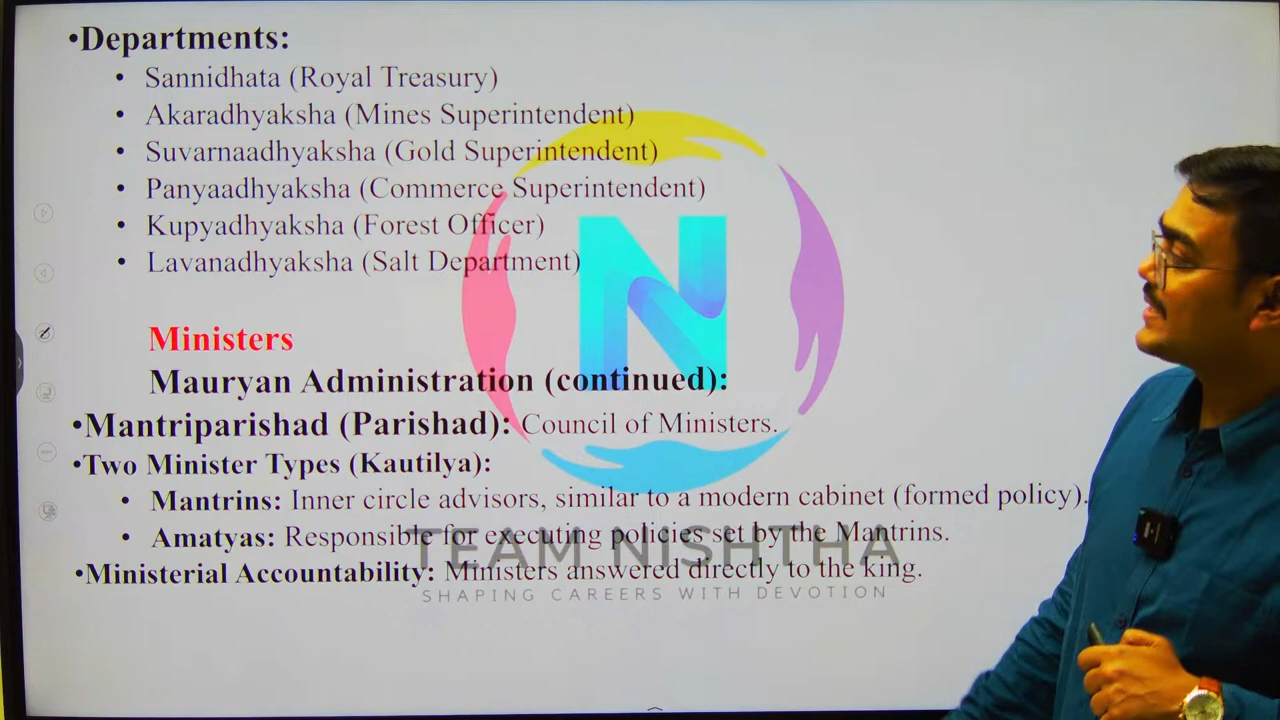 •Departments:
• Sannidhata (Royal Treasury)
• Akaradhyaksha (Mines Superintendent)
• Suvarnaadhyaksha (Gold Superintendent)
• Panyaadhyaksha (Commerce Superintendent)
• Kupyadhyaksha (Forest Officer)
• Lavanadhyaksha (Salt Department)
Ministers
Mauryan Administration (continued):
•Mantriparishad (Parishad): Council of Ministers.
•Two Minister Types (Kautilya):
• Mantrins: Inner circle advisors, similar to a modern cabinet (formed policy).
• Amatyas: Responsible for executing policies set by the Mantrins.
TEAM NISHTHA
•Ministerial Accountability: Ministers answered directly to the king.
SHAPING CAREERS WITH DEVOTION